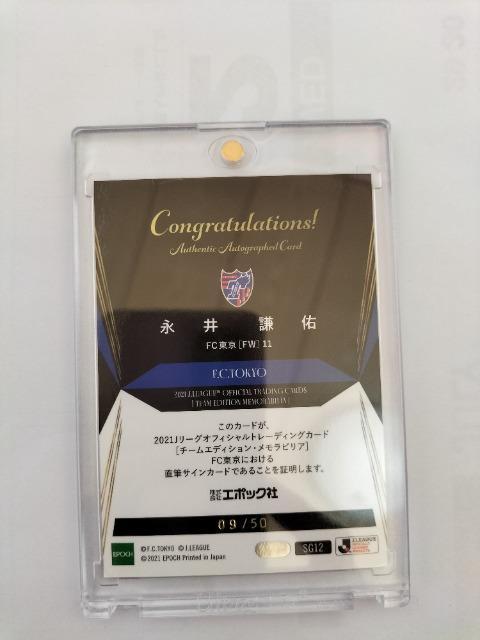 Congratulations!
Authentic Autographed Card
永井 謙佑
FC東京 [FW] 11
F.C.TOKYO
2021 J.LEAGUE™ OFFICIAL TRADING CARDS
[ TEAM EDITION MEMORABILIA ]
このカードが、
2021Jリーグオフィシャルトレーディングカード
[チームエディション・メモラビリア]
FC東京における
直筆サインカードであることを証明します。
株式会社エポック社
09/50
EPOCH
© F.C.TOKYO © J.LEAGUE
© 2021 EPOCH Printed in Japan
SG12
J.LEAGUE